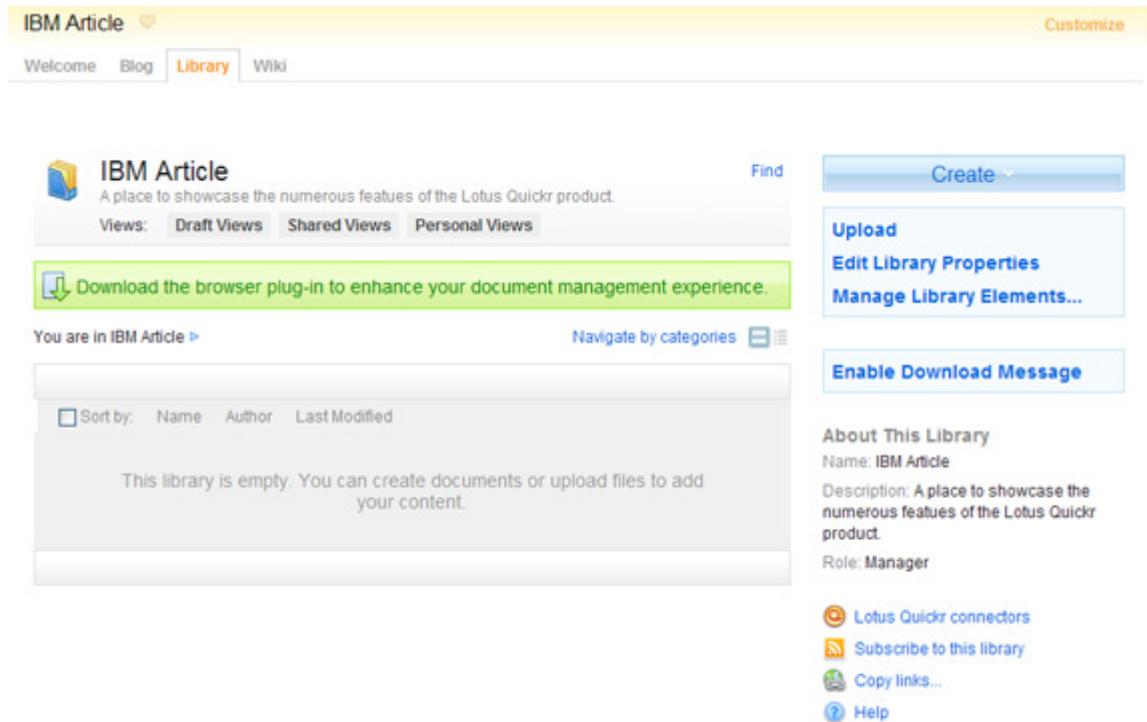 IBM Article
Customize
Welcome Blog Library Wiki
IBM Article
Find
A place to showcase the numerous featues of the Lotus Quickr product.
Views: Draft Views Shared Views Personal Views
Download the browser plug-in to enhance your document management experience.
You are in IBM Article
Navigate by categories
Sort by: Name Author Last Modified
This library is empty. You can create documents or upload files to add
your content.
Create
Upload
Edit Library Properties
Manage Library Elements...
Enable Download Message
About This Library
Name: IBM Article
Description: A place to showcase the
numerous featues of the Lotus Quickr
product.
Role: Manager
Lotus Quickr connectors
Subscribe to this library
Copy links...
Help